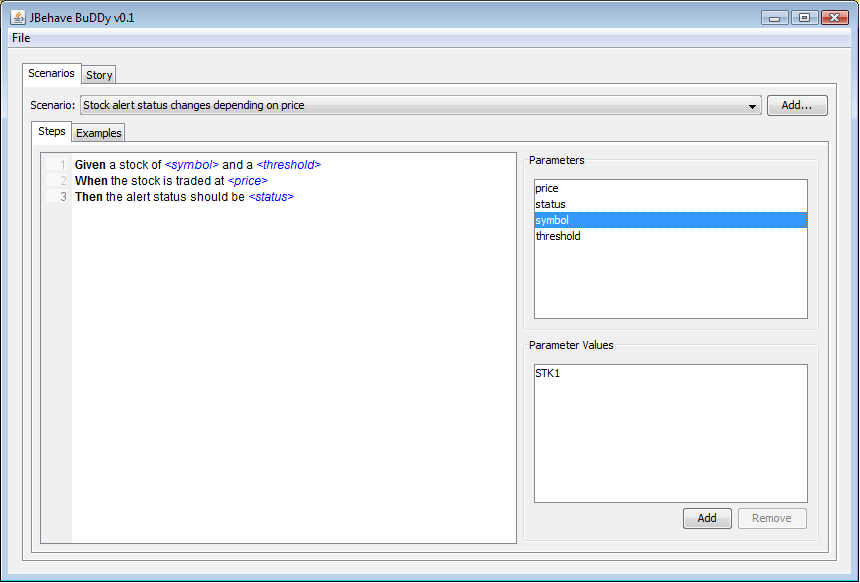 JBehave BuDDy v0.1
File
Scenarios
Story
Scenario:
Stock alert status changes depending on price
Add...
Steps
Examples
1 Given a stock of <symbol> and a <threshold>
2 When the stock is traded at <price>
3 Then the alert status should be <status>
Parameters
price
status
symbol
threshold
Parameter Values
STK1
Add
Remove